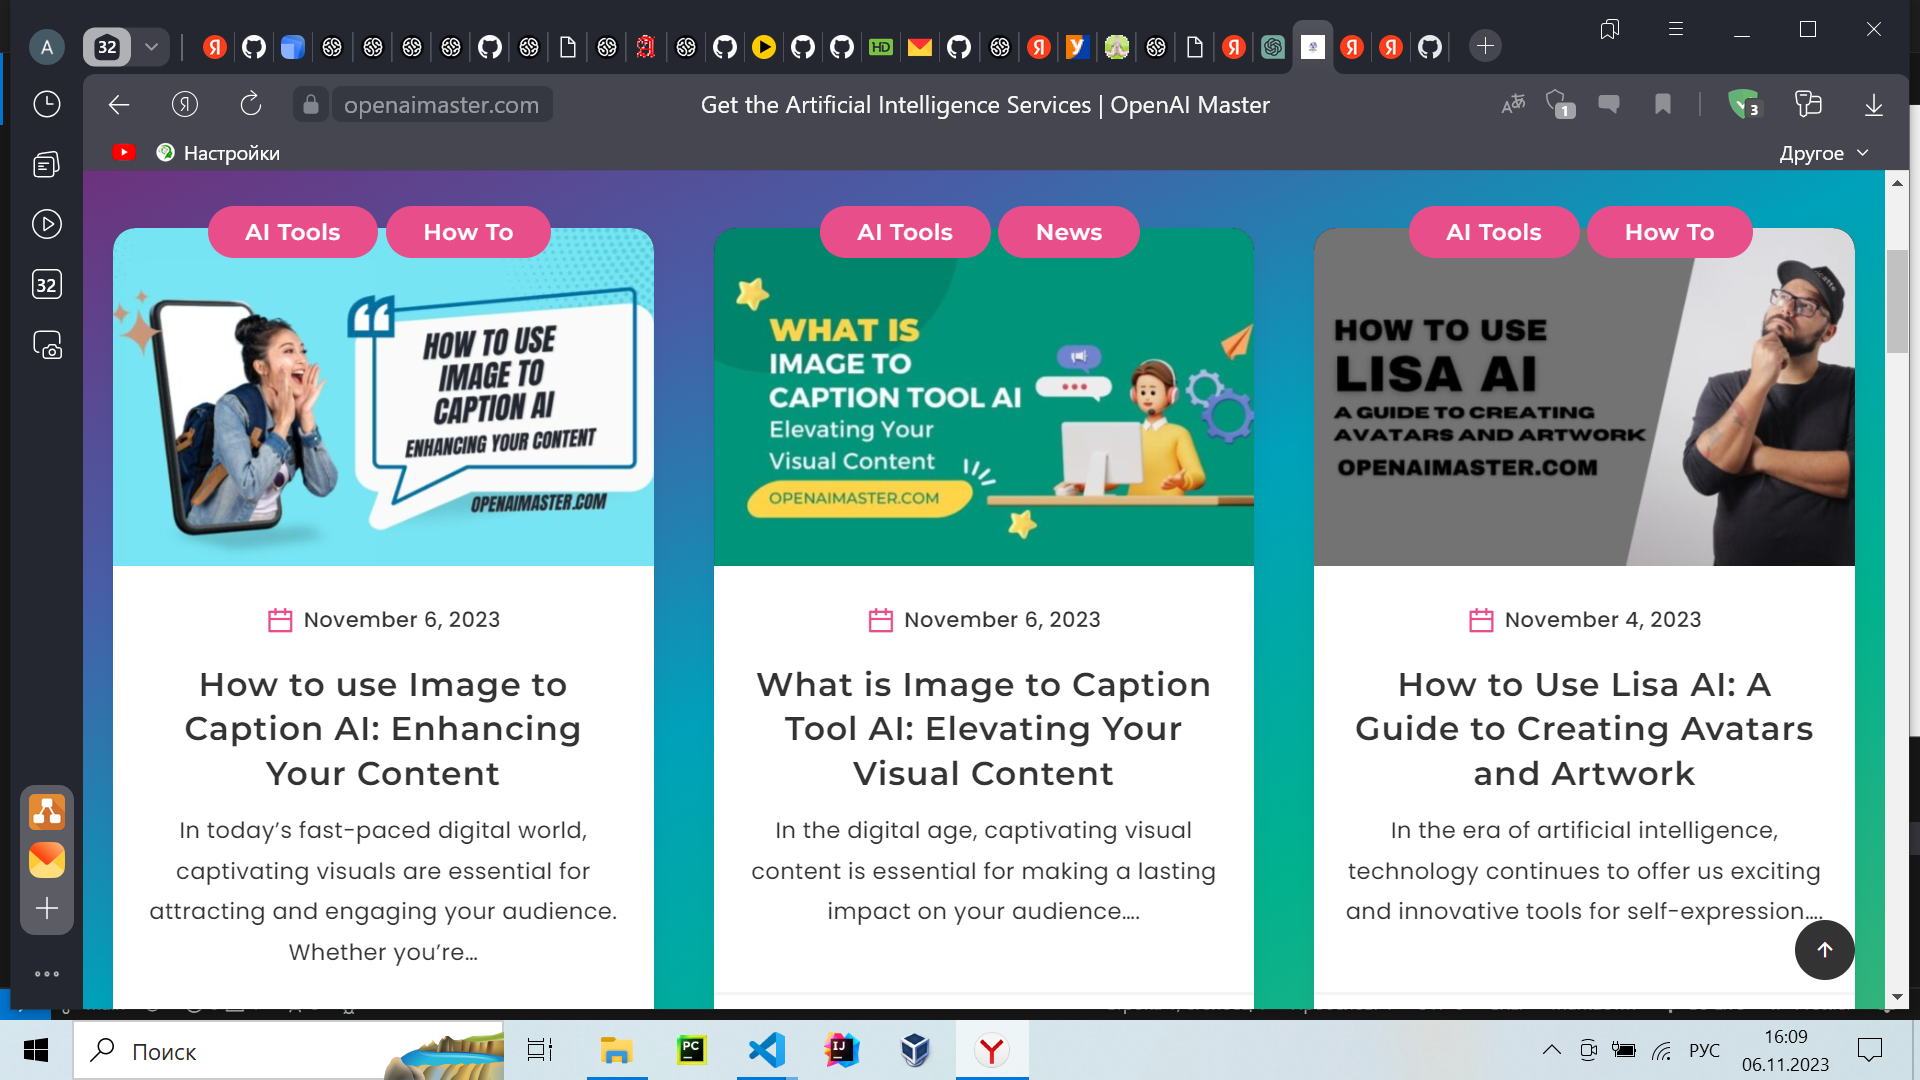 A
32
HD
У
Я
openaimaster.com
Get the Artificial Intelligence Services | OpenAI Master
1
3
Настройки
Другое
32
AI Tools
How To
HOW TO USE
IMAGE TO
CAPTION AI
ENHANCING YOUR CONTENT
OPENAIMASTER.COM
November 6, 2023
How to use Image to
Caption AI: Enhancing
Your Content
In today’s fast-paced digital world,
captivating visuals are essential for
attracting and engaging your audience.
Whether you’re...
AI Tools
News
WHAT IS
IMAGE TO
CAPTION TOOL AI
Elevating Your
Visual Content
OPENAIMASTER.COM
November 6, 2023
What is Image to Caption
Tool AI: Elevating Your
Visual Content
In the digital age, captivating visual
content is essential for making a lasting
impact on your audience....
AI Tools
How To
HOW TO USE
LISA AI
A GUIDE TO CREATING
AVATARS AND ARTWORK
OPENAIMASTER.COM
November 4, 2023
How to Use Lisa AI: A
Guide to Creating Avatars
and Artwork
In the era of artificial intelligence,
technology continues to offer us exciting
and innovative tools for self-expression....
Поиск
PC
IJ
РУС
16:09
06.11.2023